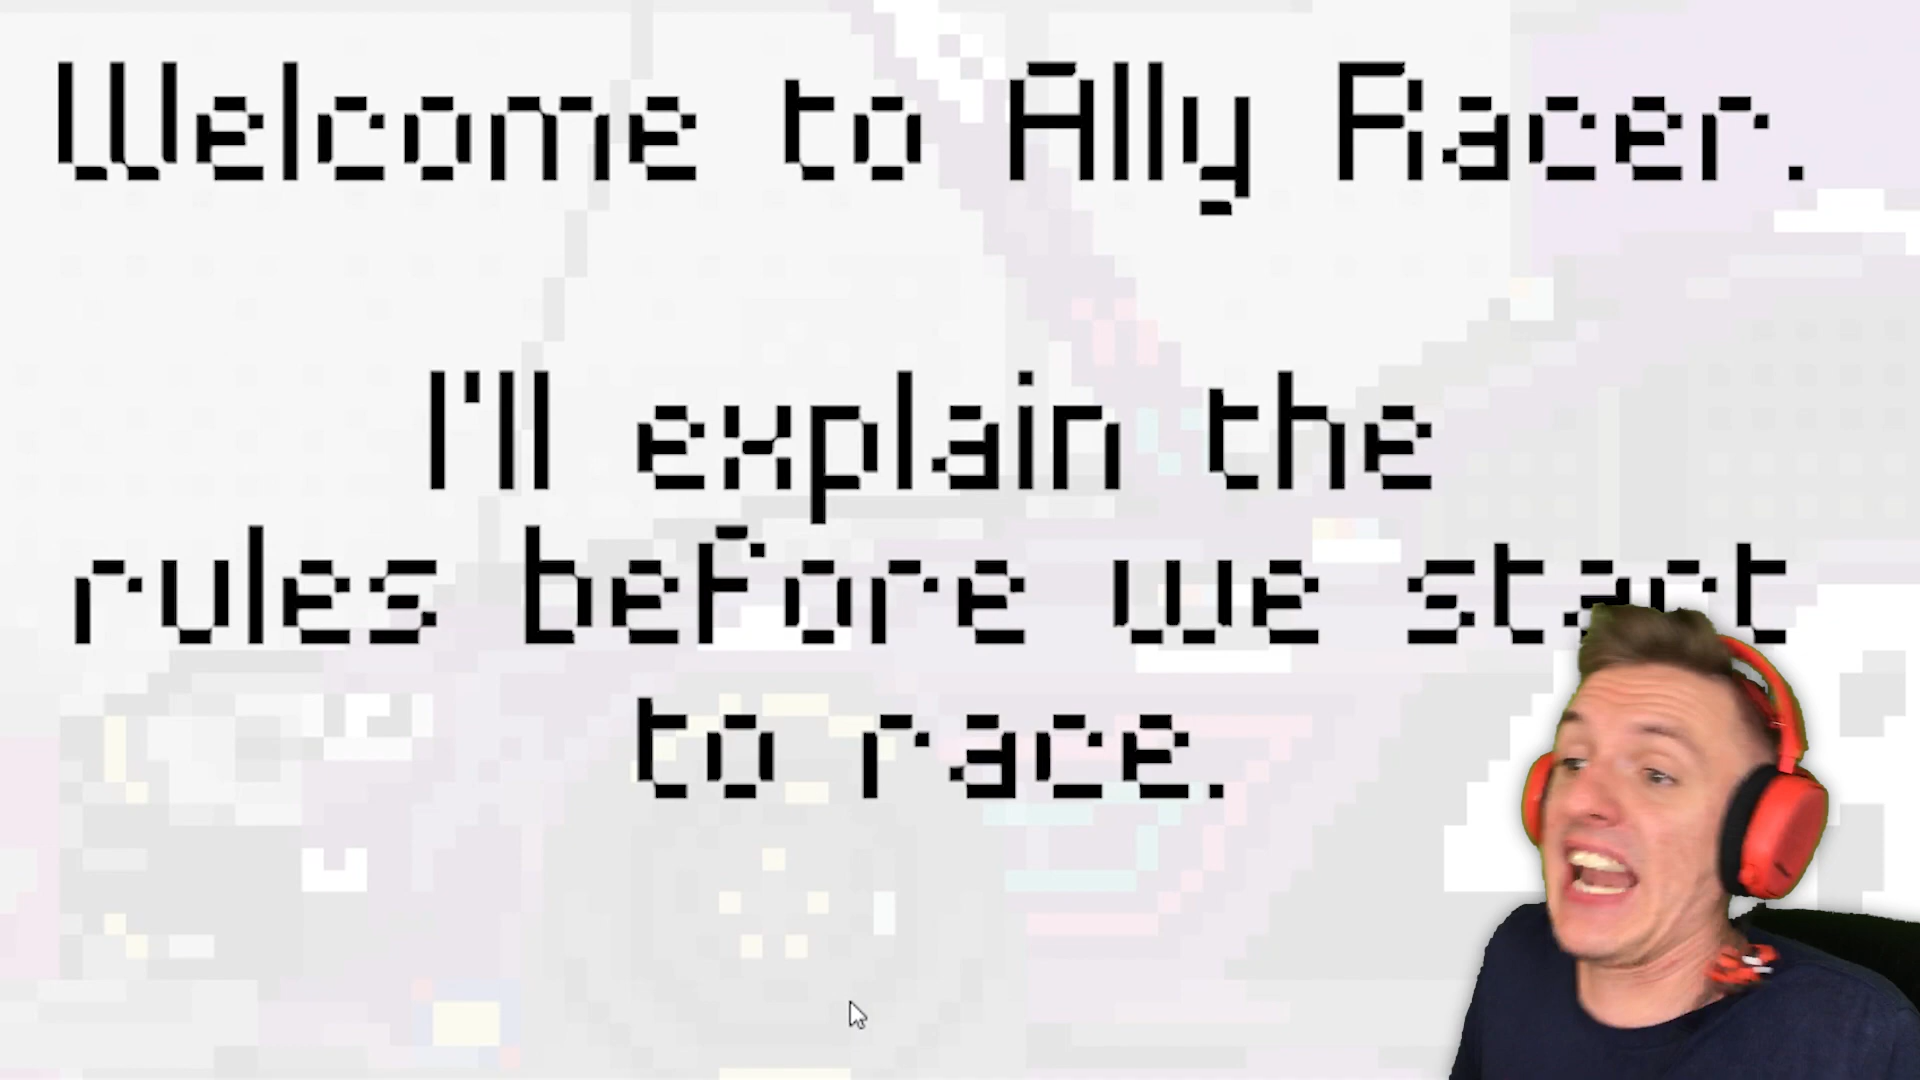 Welcome to Ally Racer.
I'll explain the
rules before we start
to race.